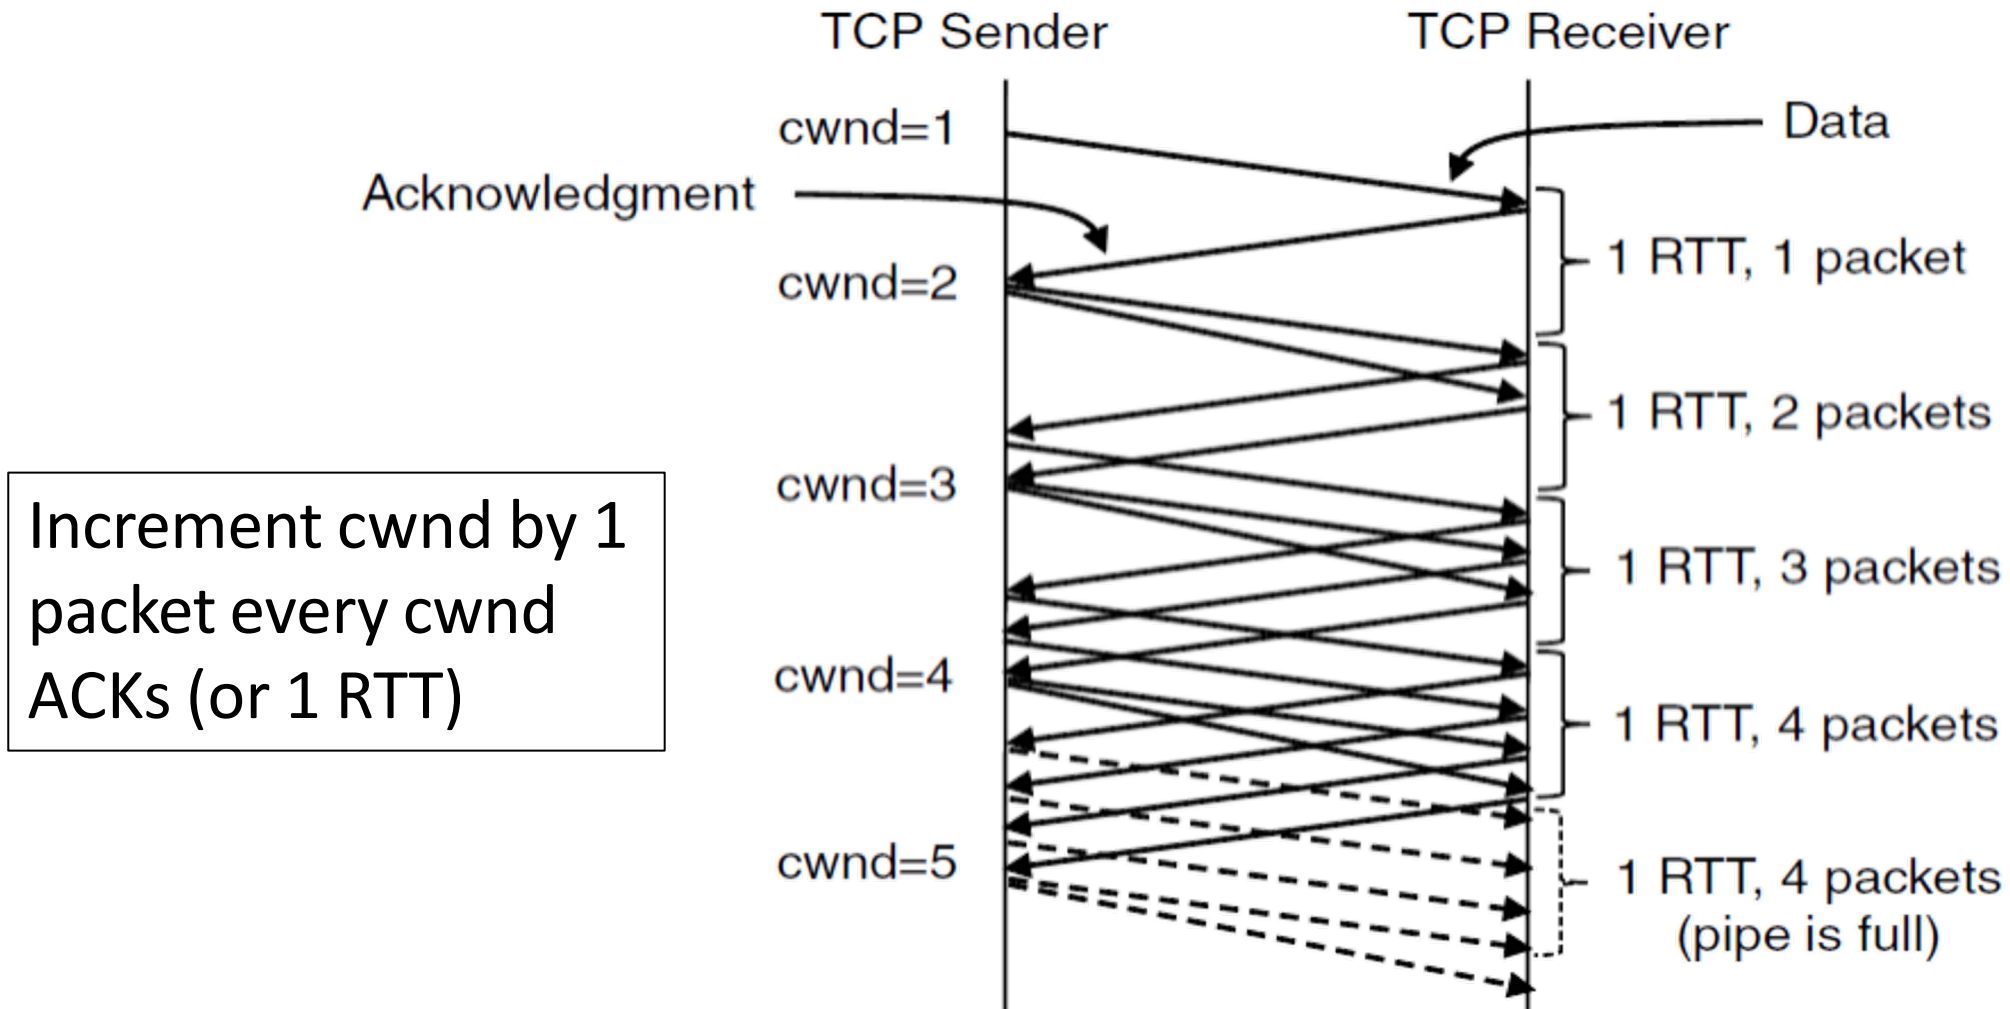 TCP Sender
TCP Receiver
cwnd=1
Data
Acknowledgment
cwnd=2
1 RTT, 1 packet
1 RTT, 2 packets
cwnd=3
Increment cwnd by 1
packet every cwnd
ACKs (or 1 RTT)
1 RTT, 3 packets
cwnd=4
1 RTT, 4 packets
cwnd=5
1 RTT, 4 packets
(pipe is full)